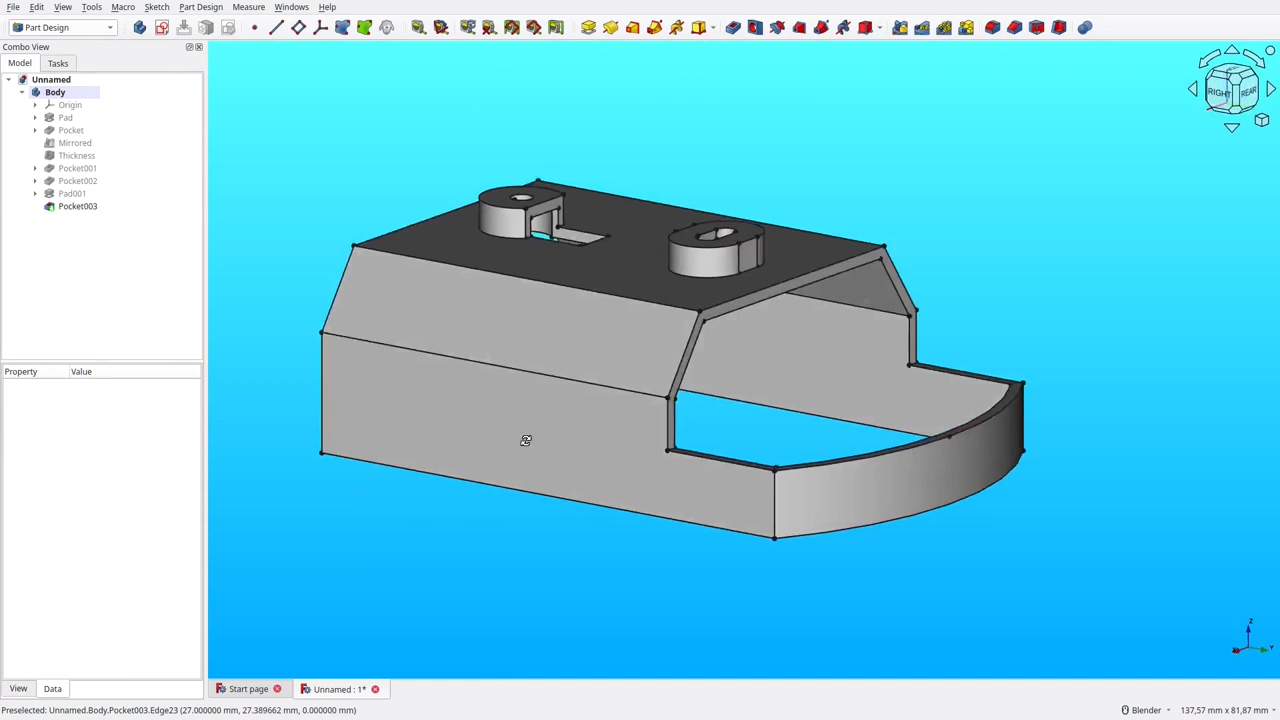 File Edit View Tools Macro Sketch Part Design Measure Windows Help
Part Design
Combo View
Model Tasks
Unnamed
Body
Origin
Pad
Pocket
Mirrored
Thickness
Pocket001
Pocket002
Pad001
Pocket003
Property Value
View Data
RIGHT REAR
Z
Y
Start page Unnamed : 1*
Preselected: Unnamed.Body.Pocket003.Edge23 (27.000000 mm, 27.389662 mm, 0.000000 mm)
Blender 137,57 mm x 81,87 mm